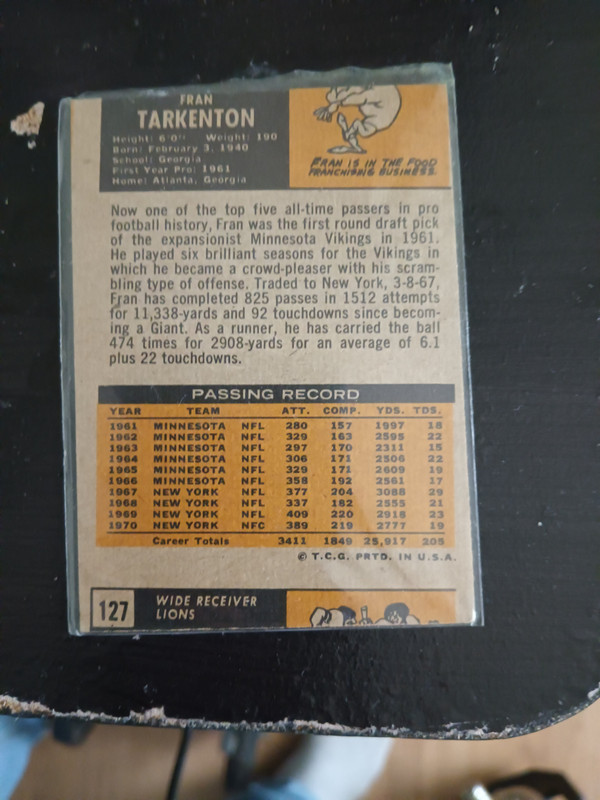 FRAN
TARKENTON
Height: 6'0" Weight: 190
Born: February 3, 1940
School: Georgia
First Year Pro: 1961
Home: Atlanta, Georgia
FRAN IS IN THE FOOD
FRANCHISING BUSINESS.
Now one of the top five all-time passers in pro
football history, Fran was the first round draft pick
of the expansionist Minnesota Vikings in 1961.
He played six brilliant seasons for the Vikings in
which he became a crowd-pleaser with his scram-
bling type of offense. Traded to New York, 3-8-67,
Fran has completed 825 passes in 1512 attempts
for 11,338-yards and 92 touchdowns since becom-
ing a Giant. As a runner, he has carried the ball
474 times for 2908-yards for an average of 6.1
plus 22 touchdowns.
PASSING RECORD
YEAR TEAM ATT. COMP. YDS. TDS.
1961 MINNESOTA NFL 280 157 1997 18
1962 MINNESOTA NFL 329 163 2595 22
1963 MINNESOTA NFL 297 170 2311 15
1964 MINNESOTA NFL 306 171 2506 22
1965 MINNESOTA NFL 329 171 2609 19
1966 MINNESOTA NFL 358 192 2561 17
1967 NEW YORK NFL 377 204 3088 29
1968 NEW YORK NFL 337 182 2555 21
1969 NEW YORK NFL 409 220 2918 23
1970 NEW YORK NFC 389 219 2777 19
Career Totals 3411 1849 25,917 205
© T.C.G. PRTD. IN U.S.A.
127 WIDE RECEIVER
LIONS